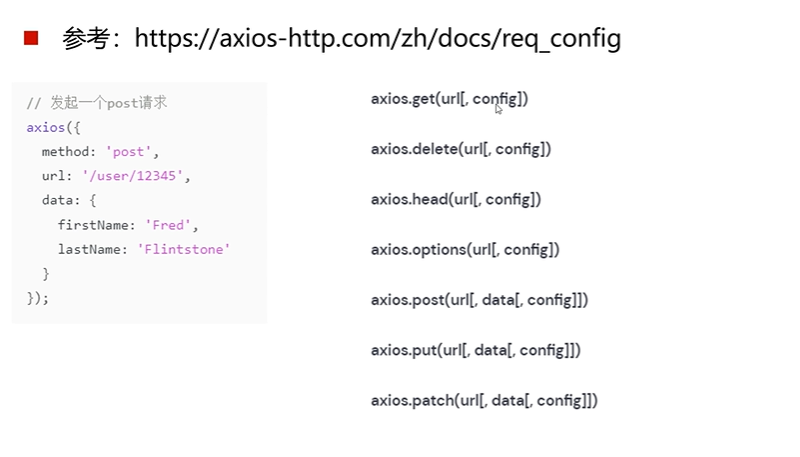 参考：https://axios-http.com/zh/docs/req_config
// 发起一个post请求
axios({
  method: 'post',
  url: '/user/12345',
  data: {
    firstName: 'Fred',
    lastName: 'Flintstone'
  }
});
axios.get(url[, config])
axios.delete(url[, config])
axios.head(url[, config])
axios.options(url[, config])
axios.post(url[, data[, config]])
axios.put(url[, data[, config]])
axios.patch(url[, data[, config]])